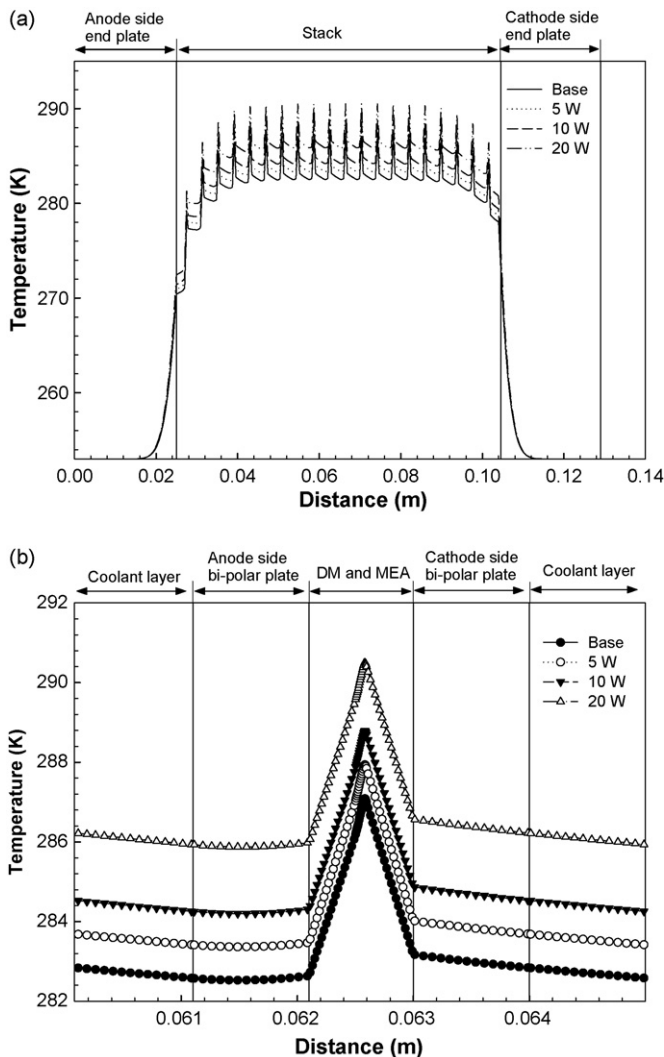 (a)
Anode side
end plate
Stack
Cathode side
end plate
Base
5 W
10 W
20 W
290
280
270
260
Temperature (K)
0.00 0.02 0.04 0.06 0.08 0.10 0.12 0.14
Distance (m)
(b)
Coolant layer
Anode side
bi-polar plate
DM and MEA
Cathode side
bi-polar plate
Coolant layer
292
290
288
286
284
282
Base
5 W
10 W
20 W
Temperature (K)
0.061 0.062 0.063 0.064
Distance (m)